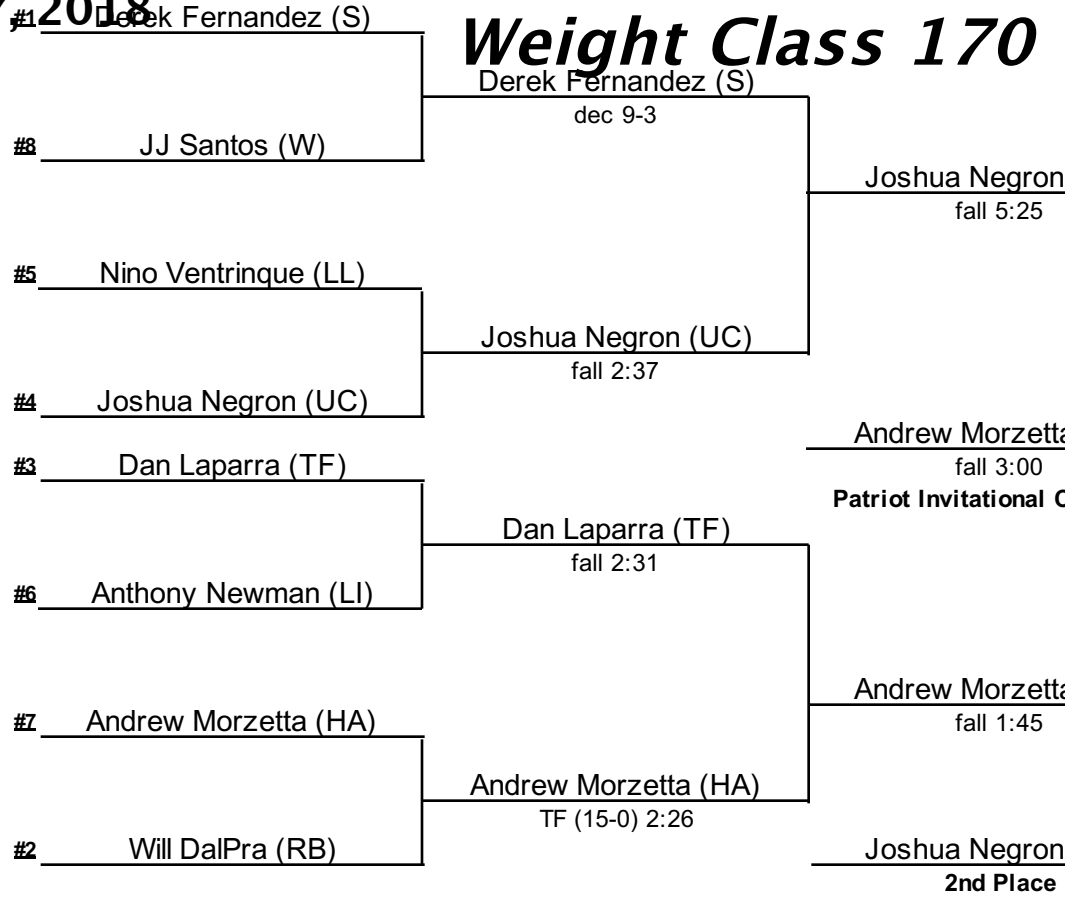 , 2018
Weight Class 170
#1 Derek Fernandez (S)
Derek Fernandez (S)
dec 9-3
#8 JJ Santos (W)
Joshua Negron
fall 5:25
#5 Nino Ventrinque (LL)
Joshua Negron (UC)
fall 2:37
#4 Joshua Negron (UC)
Andrew Morzetta
fall 3:00
Patriot Invitational
#3 Dan Laparra (TF)
Dan Laparra (TF)
fall 2:31
#6 Anthony Newman (LI)
Andrew Morzetta
fall 1:45
#7 Andrew Morzetta (HA)
Andrew Morzetta (HA)
TF (15-0) 2:26
#2 Will DalPra (RB)
Joshua Negron
2nd Place